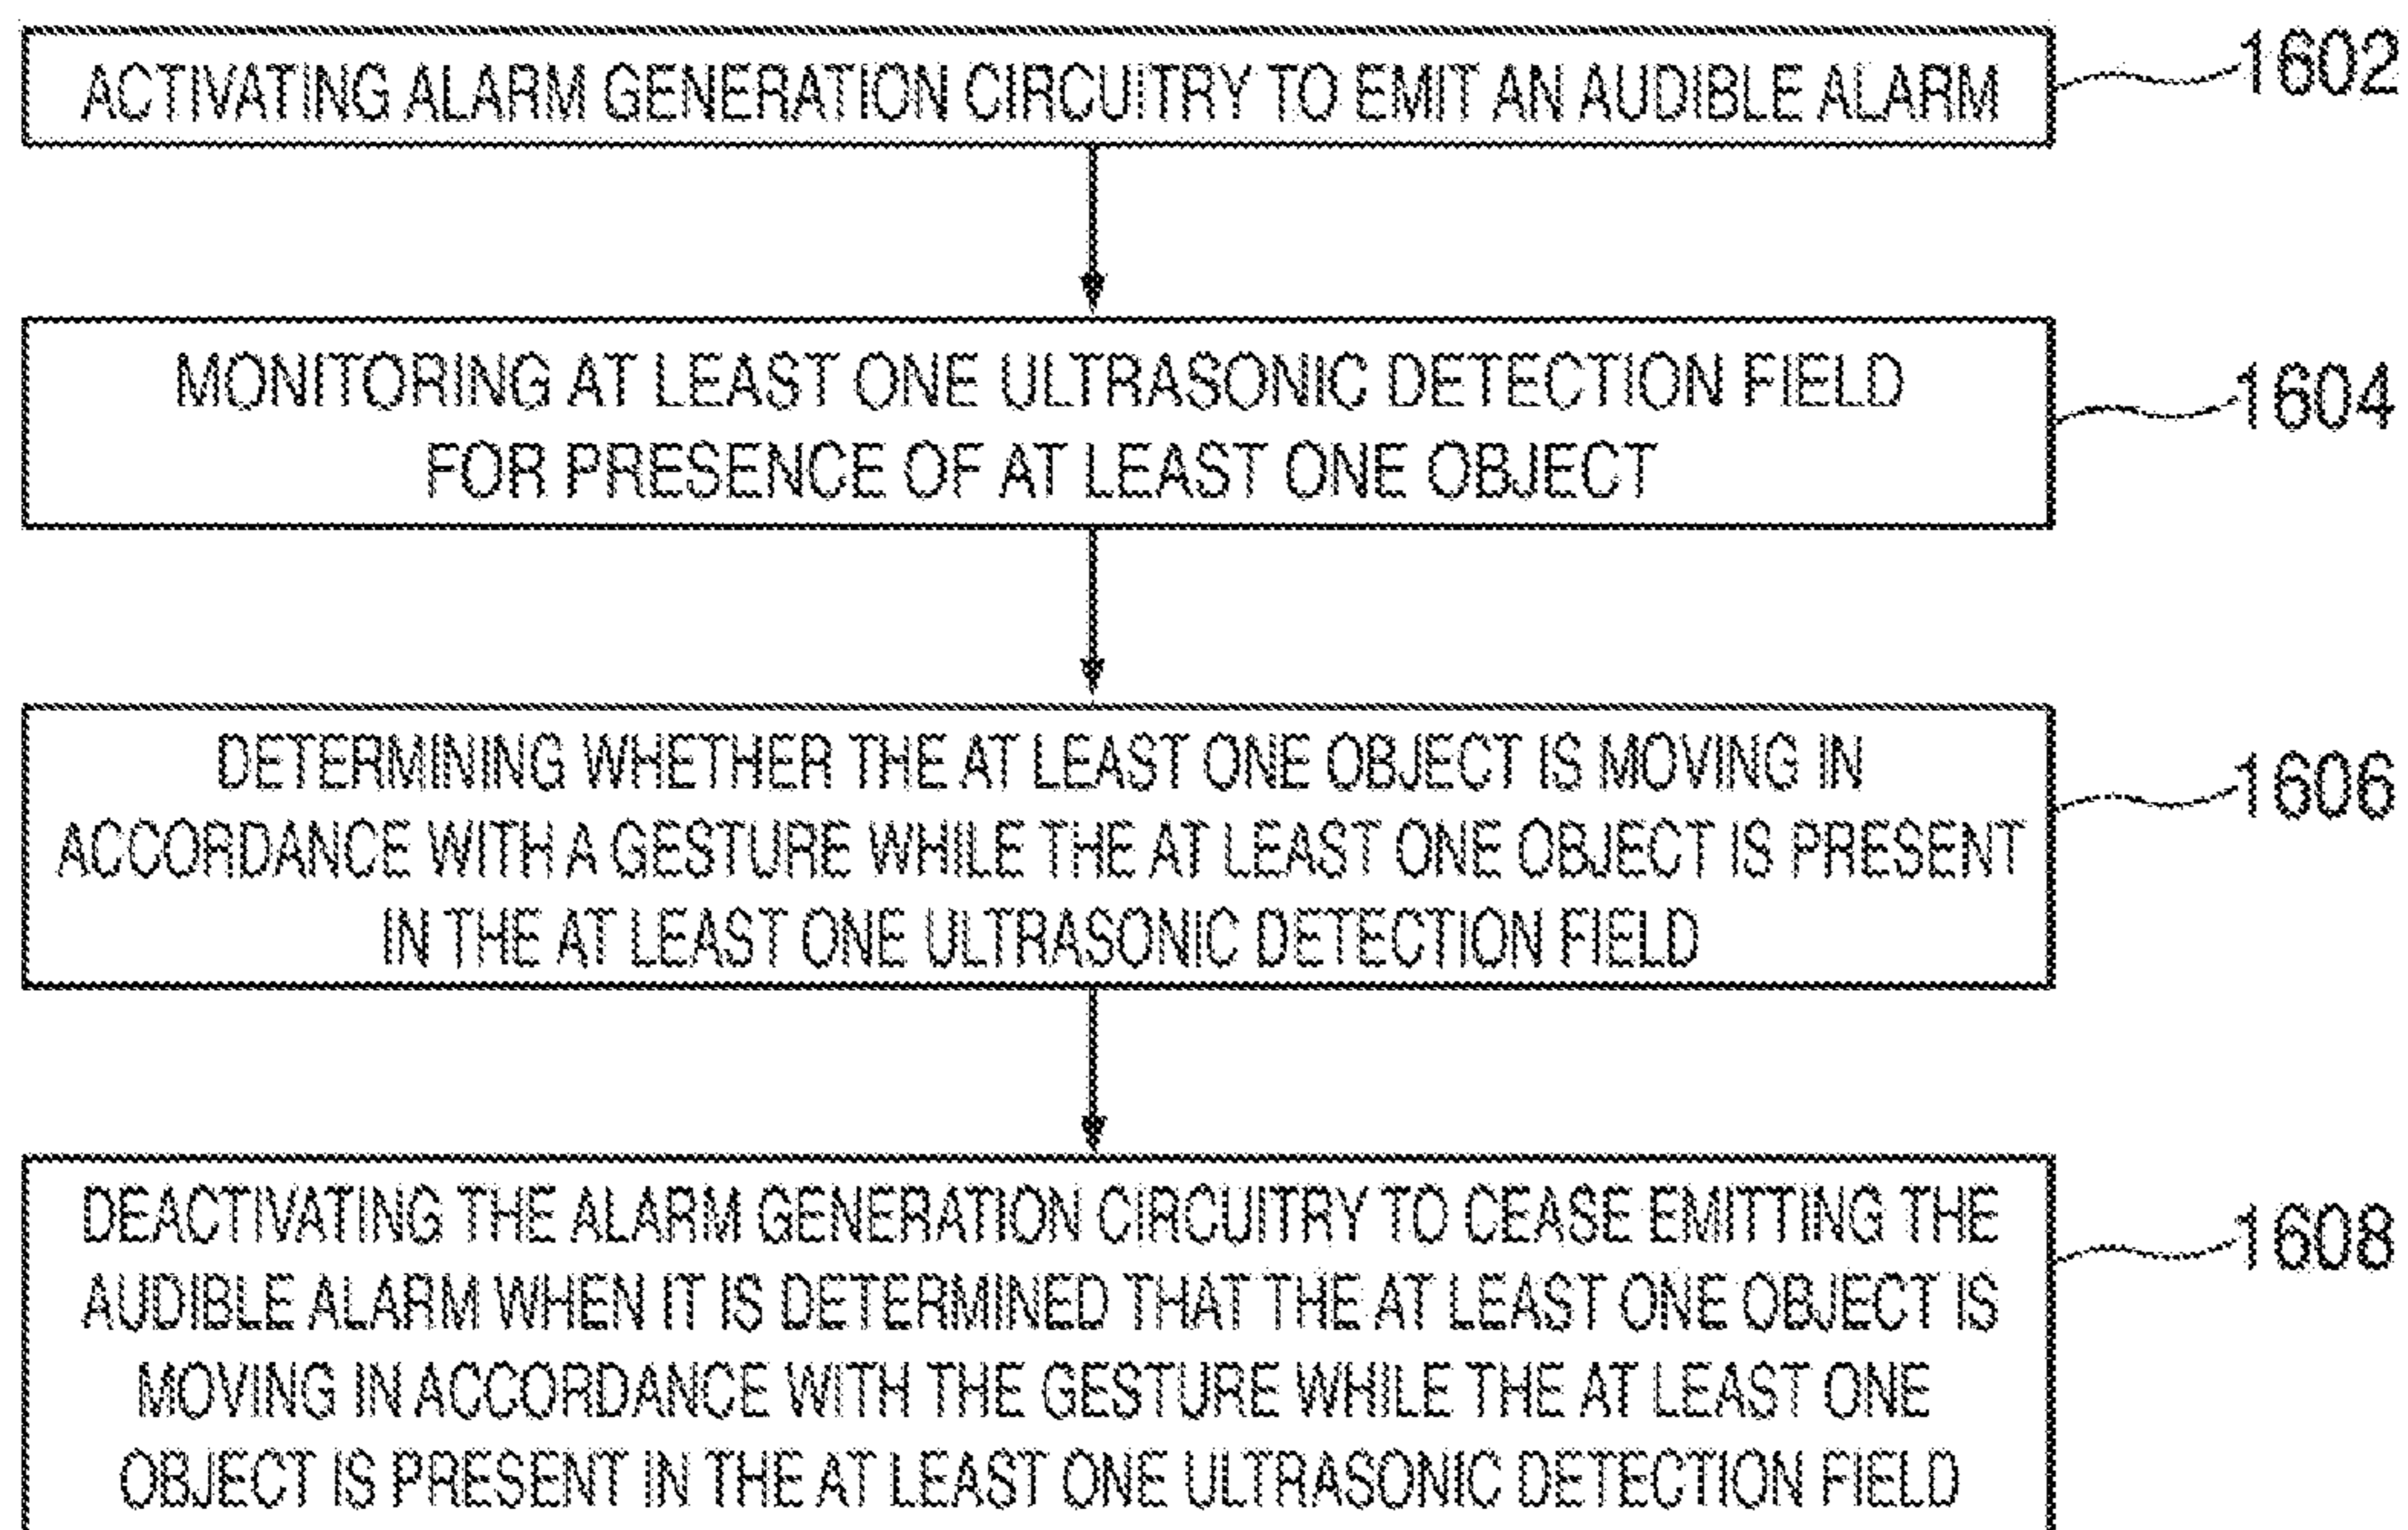 ACTIVATING ALARM GENERATION CIRCUITRY TO EMIT AN AUDIBLE ALARM
1602
MONITORING AT LEAST ONE ULTRASONIC DETECTION FIELD
FOR PRESENCE OF AT LEAST ONE OBJECT
1604
DETERMINING WHETHER THE AT LEAST ONE OBJECT IS MOVING IN
ACCORDANCE WITH A GESTURE WHILE THE AT LEAST ONE OBJECT IS PRESENT
IN THE AT LEAST ONE ULTRASONIC DETECTION FIELD
1606
DEACTIVATING THE ALARM GENERATION CIRCUITRY TO CEASE EMITTING THE
AUDIBLE ALARM WHEN IT IS DETERMINED THAT THE AT LEAST ONE OBJECT IS
MOVING IN ACCORDANCE WITH THE GESTURE WHILE THE AT LEAST ONE
OBJECT IS PRESENT IN THE AT LEAST ONE ULTRASONIC DETECTION FIELD
1608